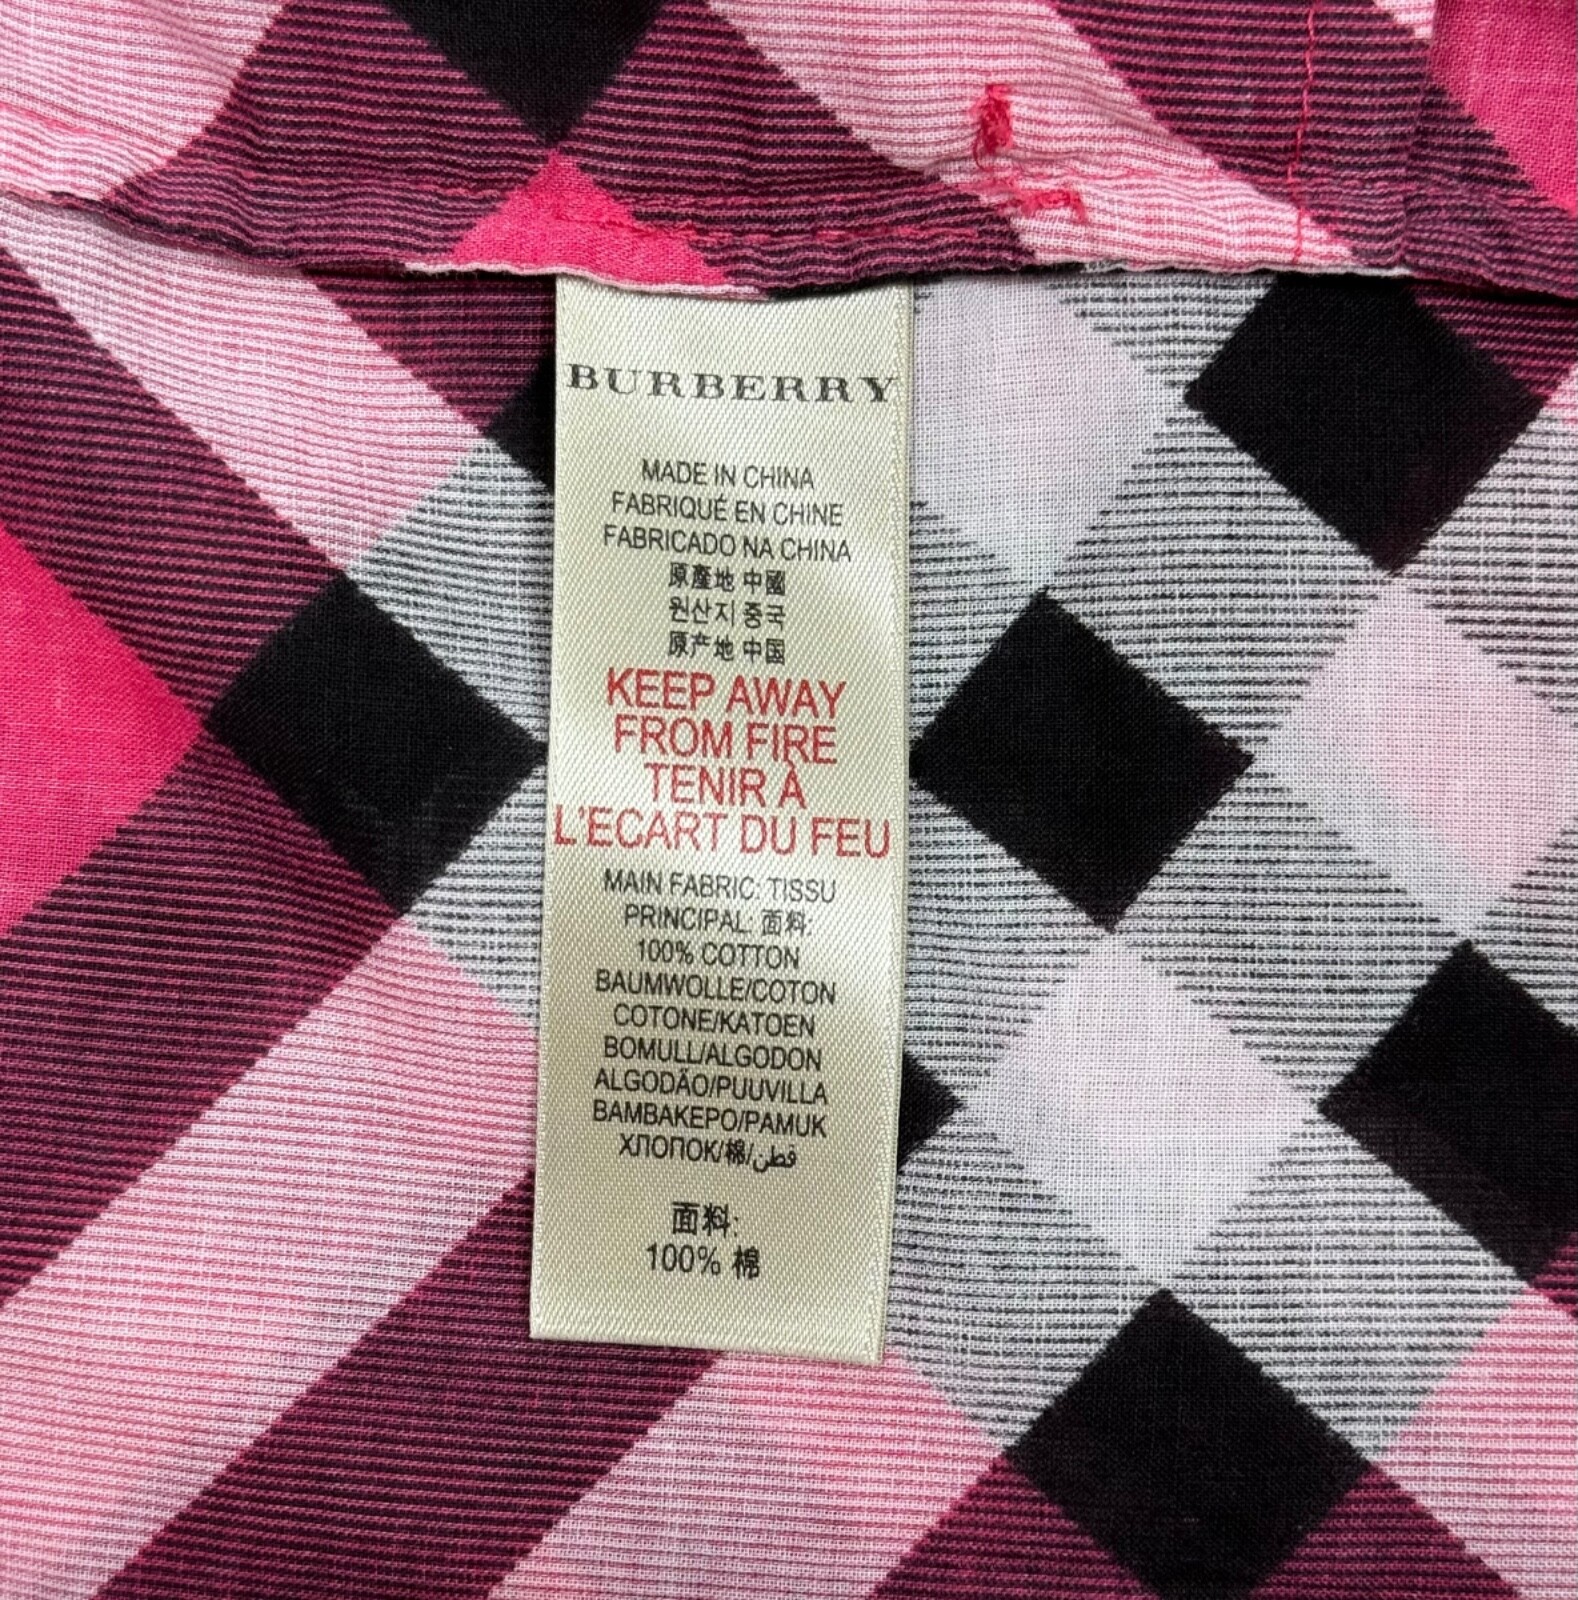 BURBERRY
MADE IN CHINA
FABRIQUÉ EN CHINE
FABRICADO NA CHINA
原產地 中國
원산지 중국
原产地 中国
KEEP AWAY
FROM FIRE
TENIR À
L'ECART DU FEU
MAIN FABRIC: TISSU
PRINCIPAL: 面料:
100% COTTON
BAUMWOLLE/COTON
COTONE/KATOEN
BOMULL/ALGODON
ALGODÃO/PUUVILLA
BAMBAKEPO/PAMUK
ХЛОПОК/棉/قطن
面料:
100% 棉